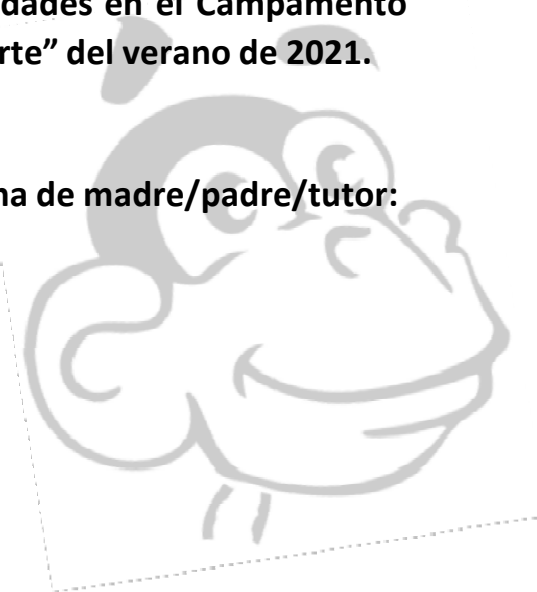 dades en el Campamento
rte” del verano de 2021.
na de madre/padre/tutor: